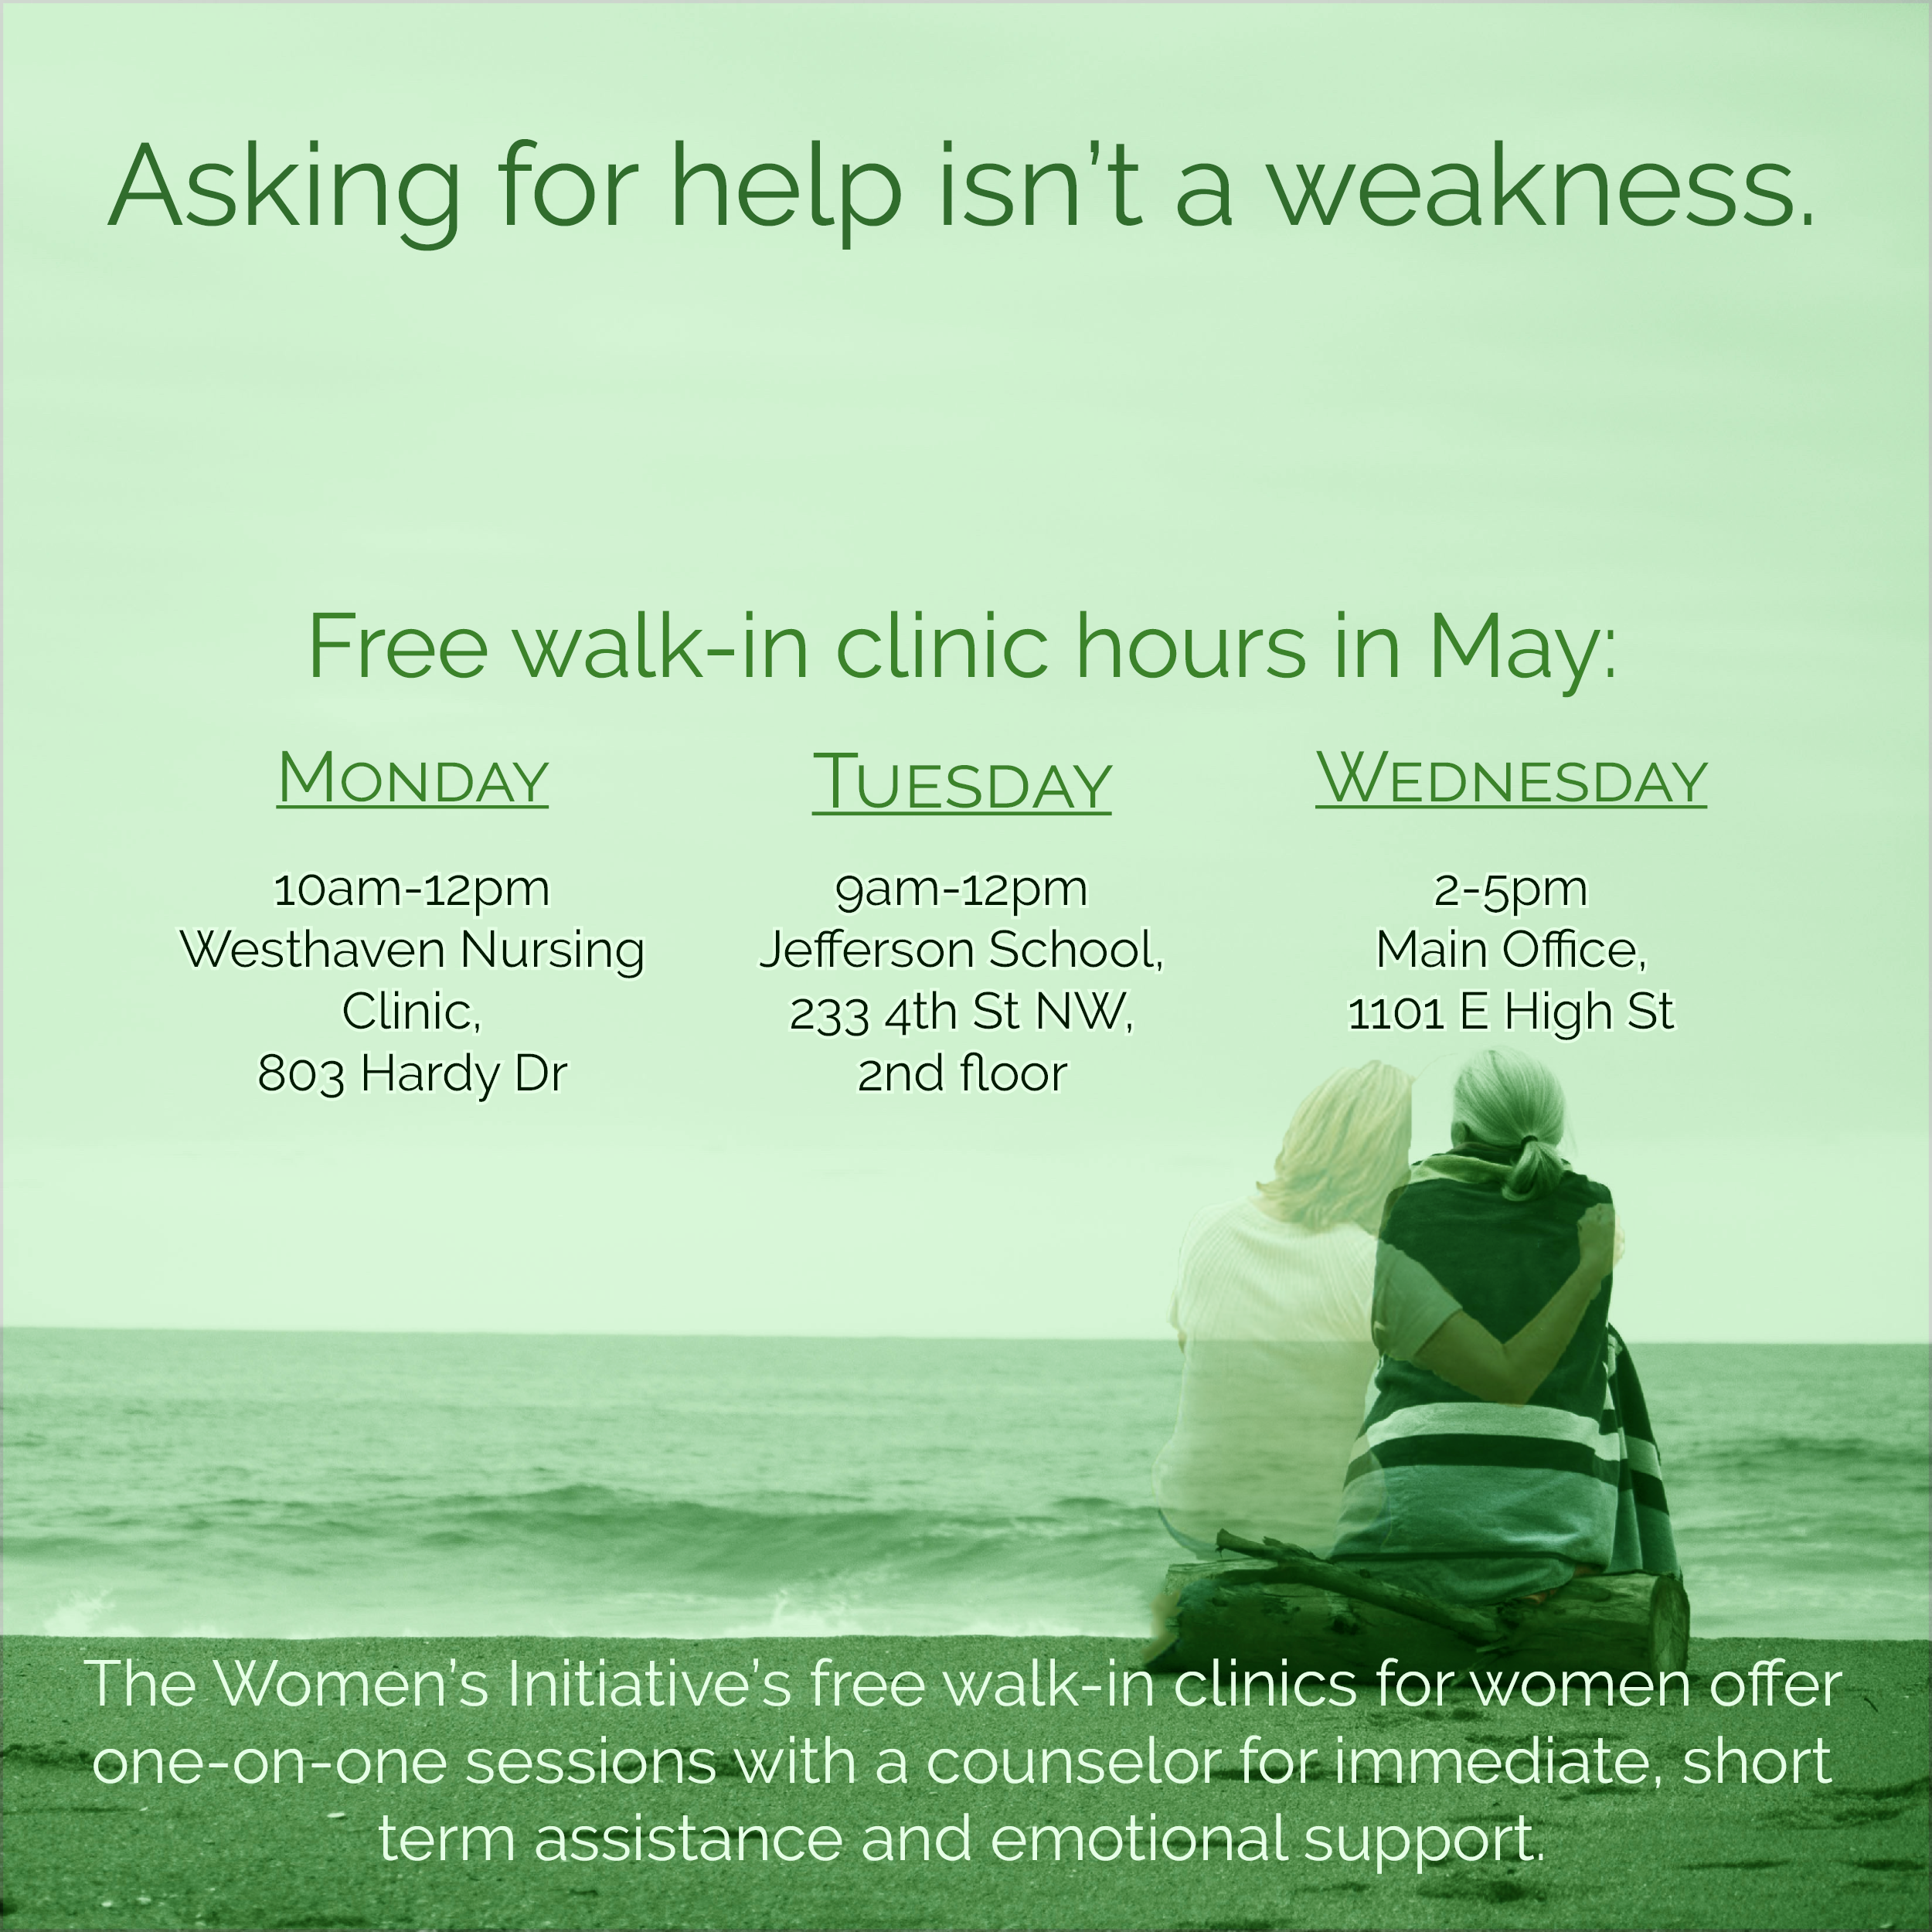 Asking for help isn’t a weakness.
Free walk-in clinic hours in May:
MONDAY
10am-12pm
Westhaven Nursing
Clinic,
803 Hardy Dr
TUESDAY
9am-12pm
Jefferson School,
233 4th St NW,
2nd floor
WEDNESDAY
2-5pm
Main Office,
1101 E High St
The Women’s Initiative’s free walk-in clinics for women offer
one-on-one sessions with a counselor for immediate, short
term assistance and emotional support.